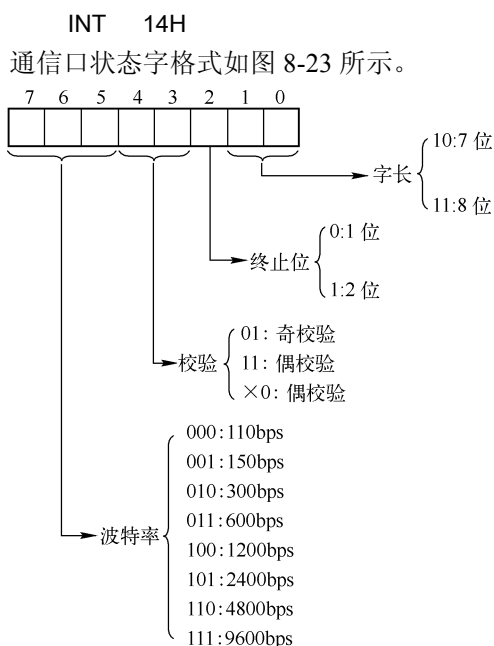 INT 14H
通信口状态字格式如图 8-23 所示。
7 6 5 4 3 2 1 0
字长
10:7 位
11:8 位
终止位
0:1 位
1:2 位
校验
01: 奇校验
11: 偶校验
×0: 偶校验
波特率
000:110bps
001:150bps
010:300bps
011:600bps
100:1200bps
101:2400bps
110:4800bps
111:9600bps